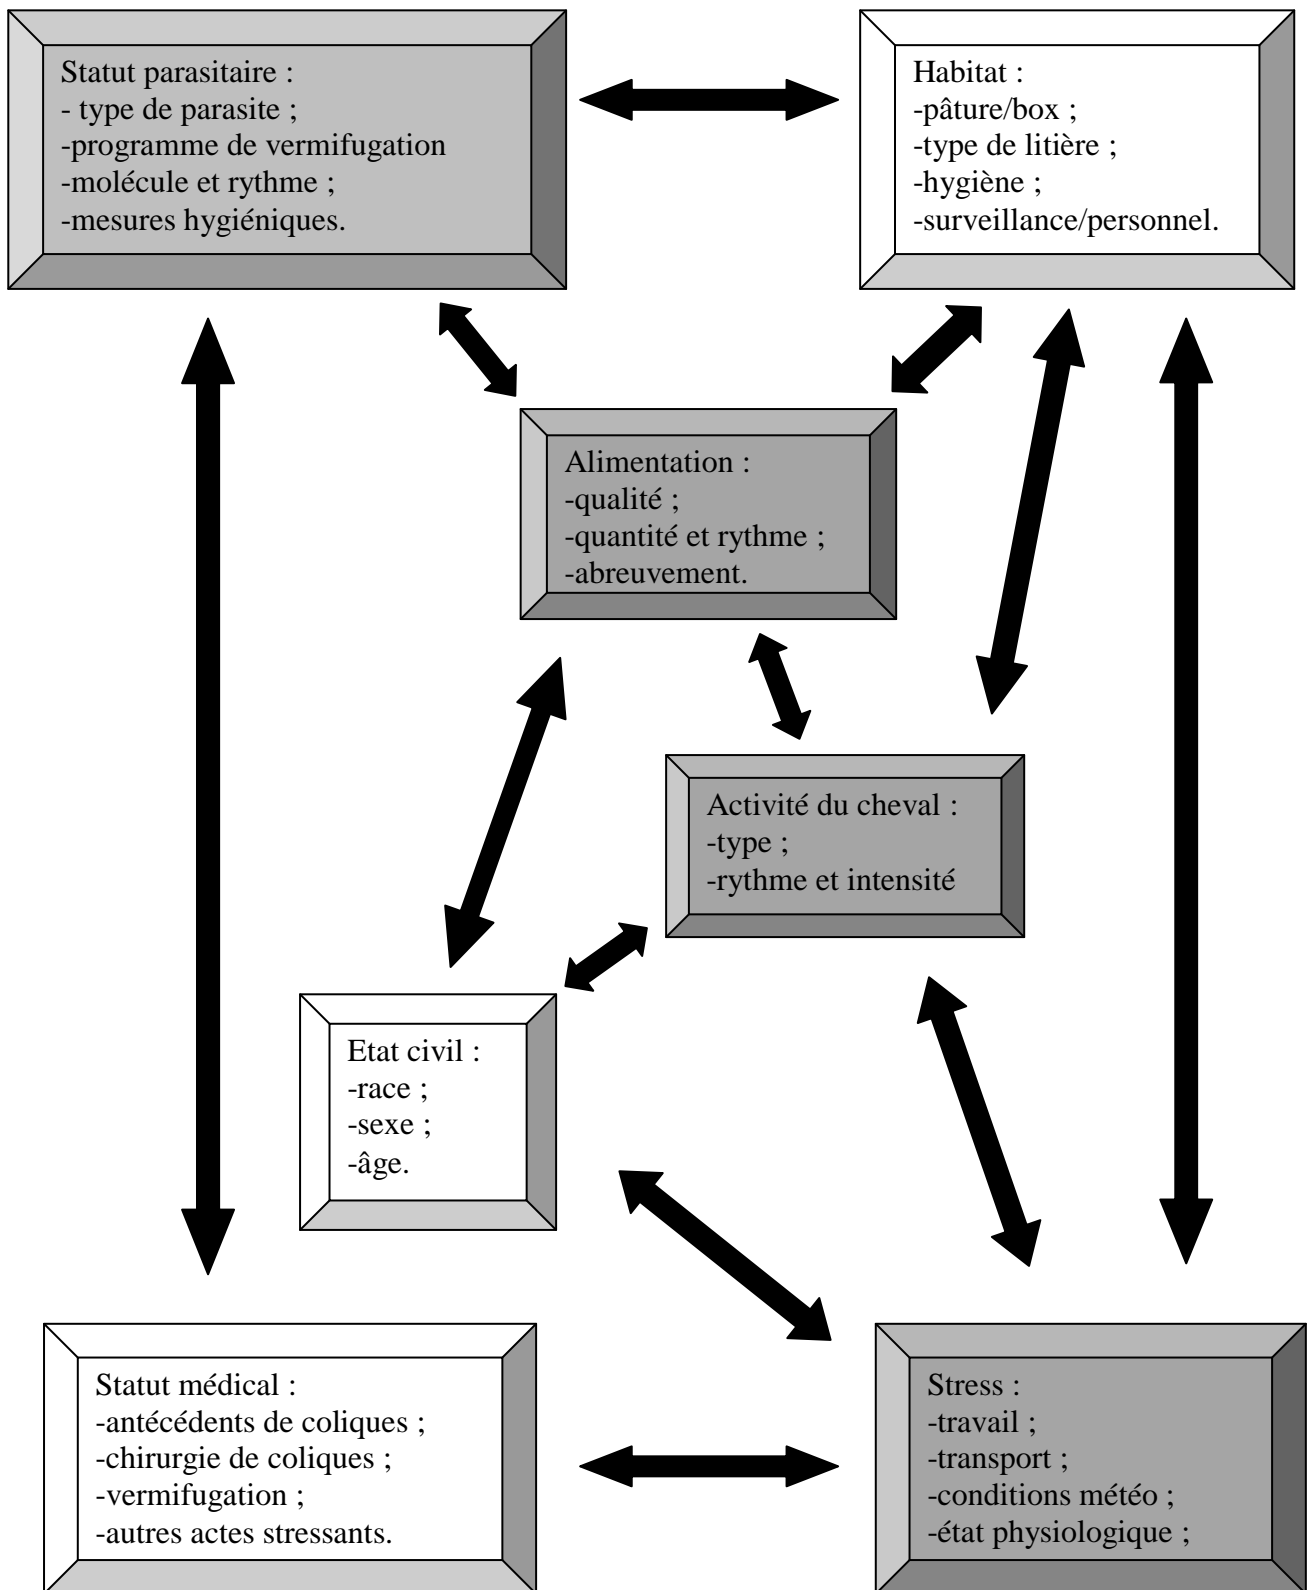 Statut parasitaire :
- type de parasite ;
-programme de vermifugation
-molécule et rythme ;
-mesures hygiéniques.
Habitat :
-pâture/box ;
-type de litière ;
-hygiène ;
-surveillance/personnel.
Alimentation :
-qualité ;
-quantité et rythme ;
-abreuvement.
Activité du cheval :
-type ;
-rythme et intensité
Etat civil :
-race ;
-sexe ;
-âge.
Statut médical :
-antécédents de coliques ;
-chirurgie de coliques ;
-vermifugation ;
-autres actes stressants.
Stress :
-travail ;
-transport ;
-conditions météo ;
-état physiologique ;